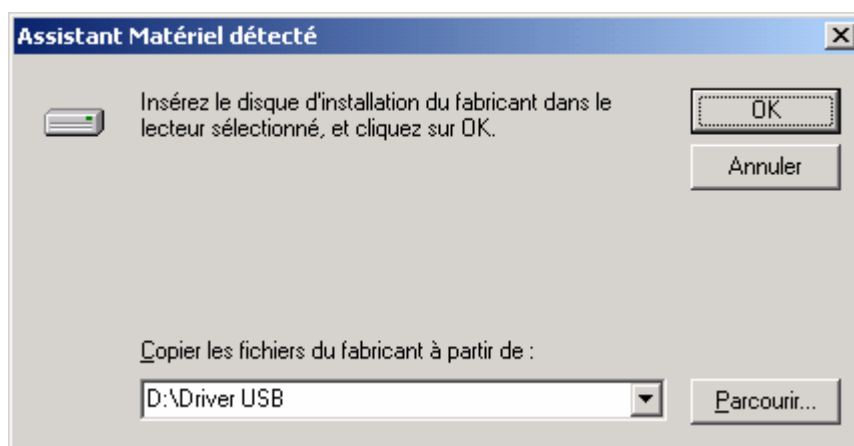 Assistant Matériel détecté
Insérez le disque d'installation du fabricant dans le
lecteur sélectionné, et cliquez sur OK.
OK
Annuler
Copier les fichiers du fabricant à partir de :
D:\Driver USB
Parcourir...